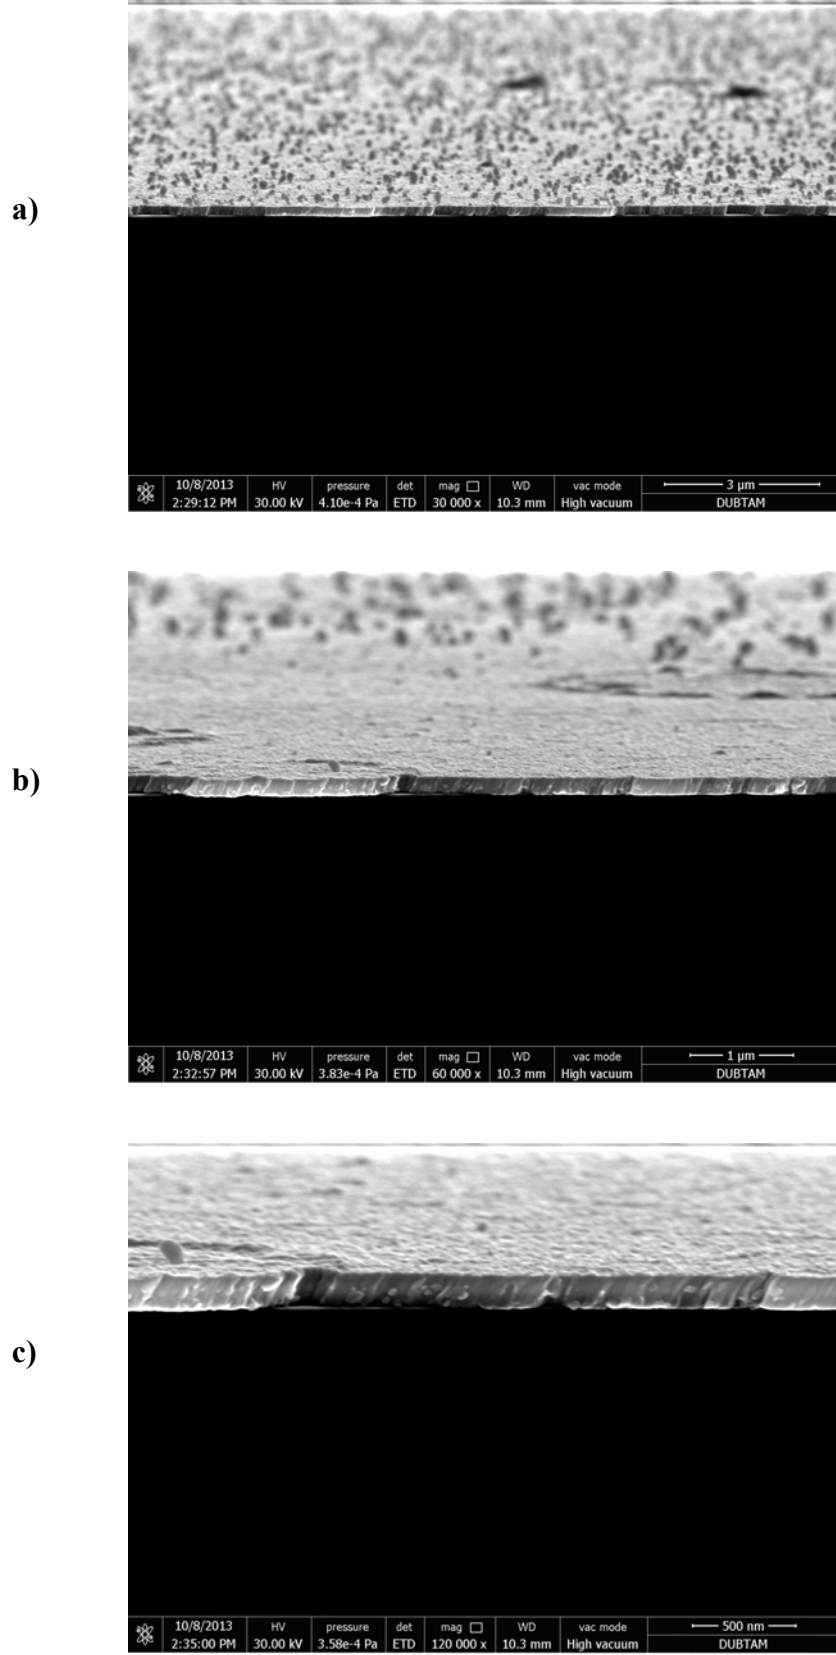 a)
10/8/2013 HV pressure det mag WD vac mode 3 µm
2:29:12 PM 30.00 kV 4.10e-4 Pa ETD 30 000 x 10.3 mm High vacuum DUBTAM
b)
10/8/2013 HV pressure det mag WD vac mode 1 µm
2:32:57 PM 30.00 kV 3.83e-4 Pa ETD 60 000 x 10.3 mm High vacuum DUBTAM
c)
10/8/2013 HV pressure det mag WD vac mode 500 nm
2:35:00 PM 30.00 kV 3.58e-4 Pa ETD 120 000 x 10.3 mm High vacuum DUBTAM